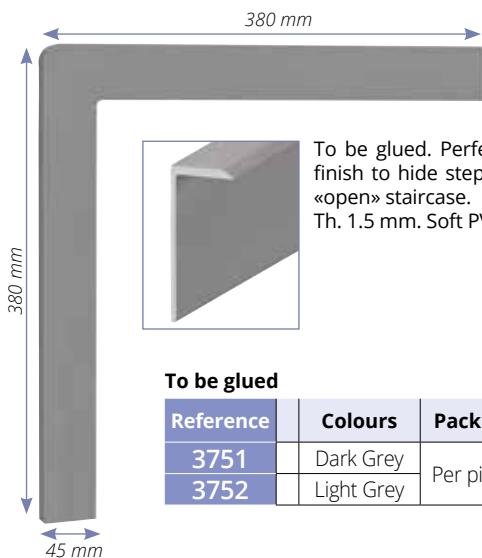 380 mm
To be glued. Perfe
finish to hide step
«open» staircase.
Th. 1.5 mm. Soft PV
380 mm
To be glued
Reference Colours Pack
3751 Dark Grey Per pi
3752 Light Grey
45 mm